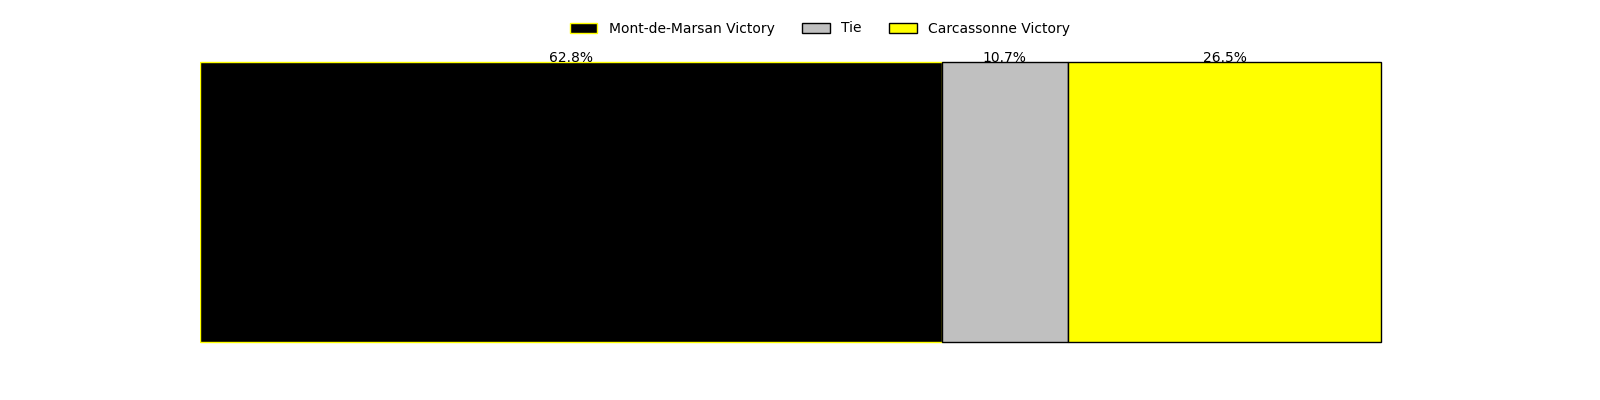 Mont-de-Marsan Victory Tie Carcassonne Victory
62.8% 10.7% 26.5%